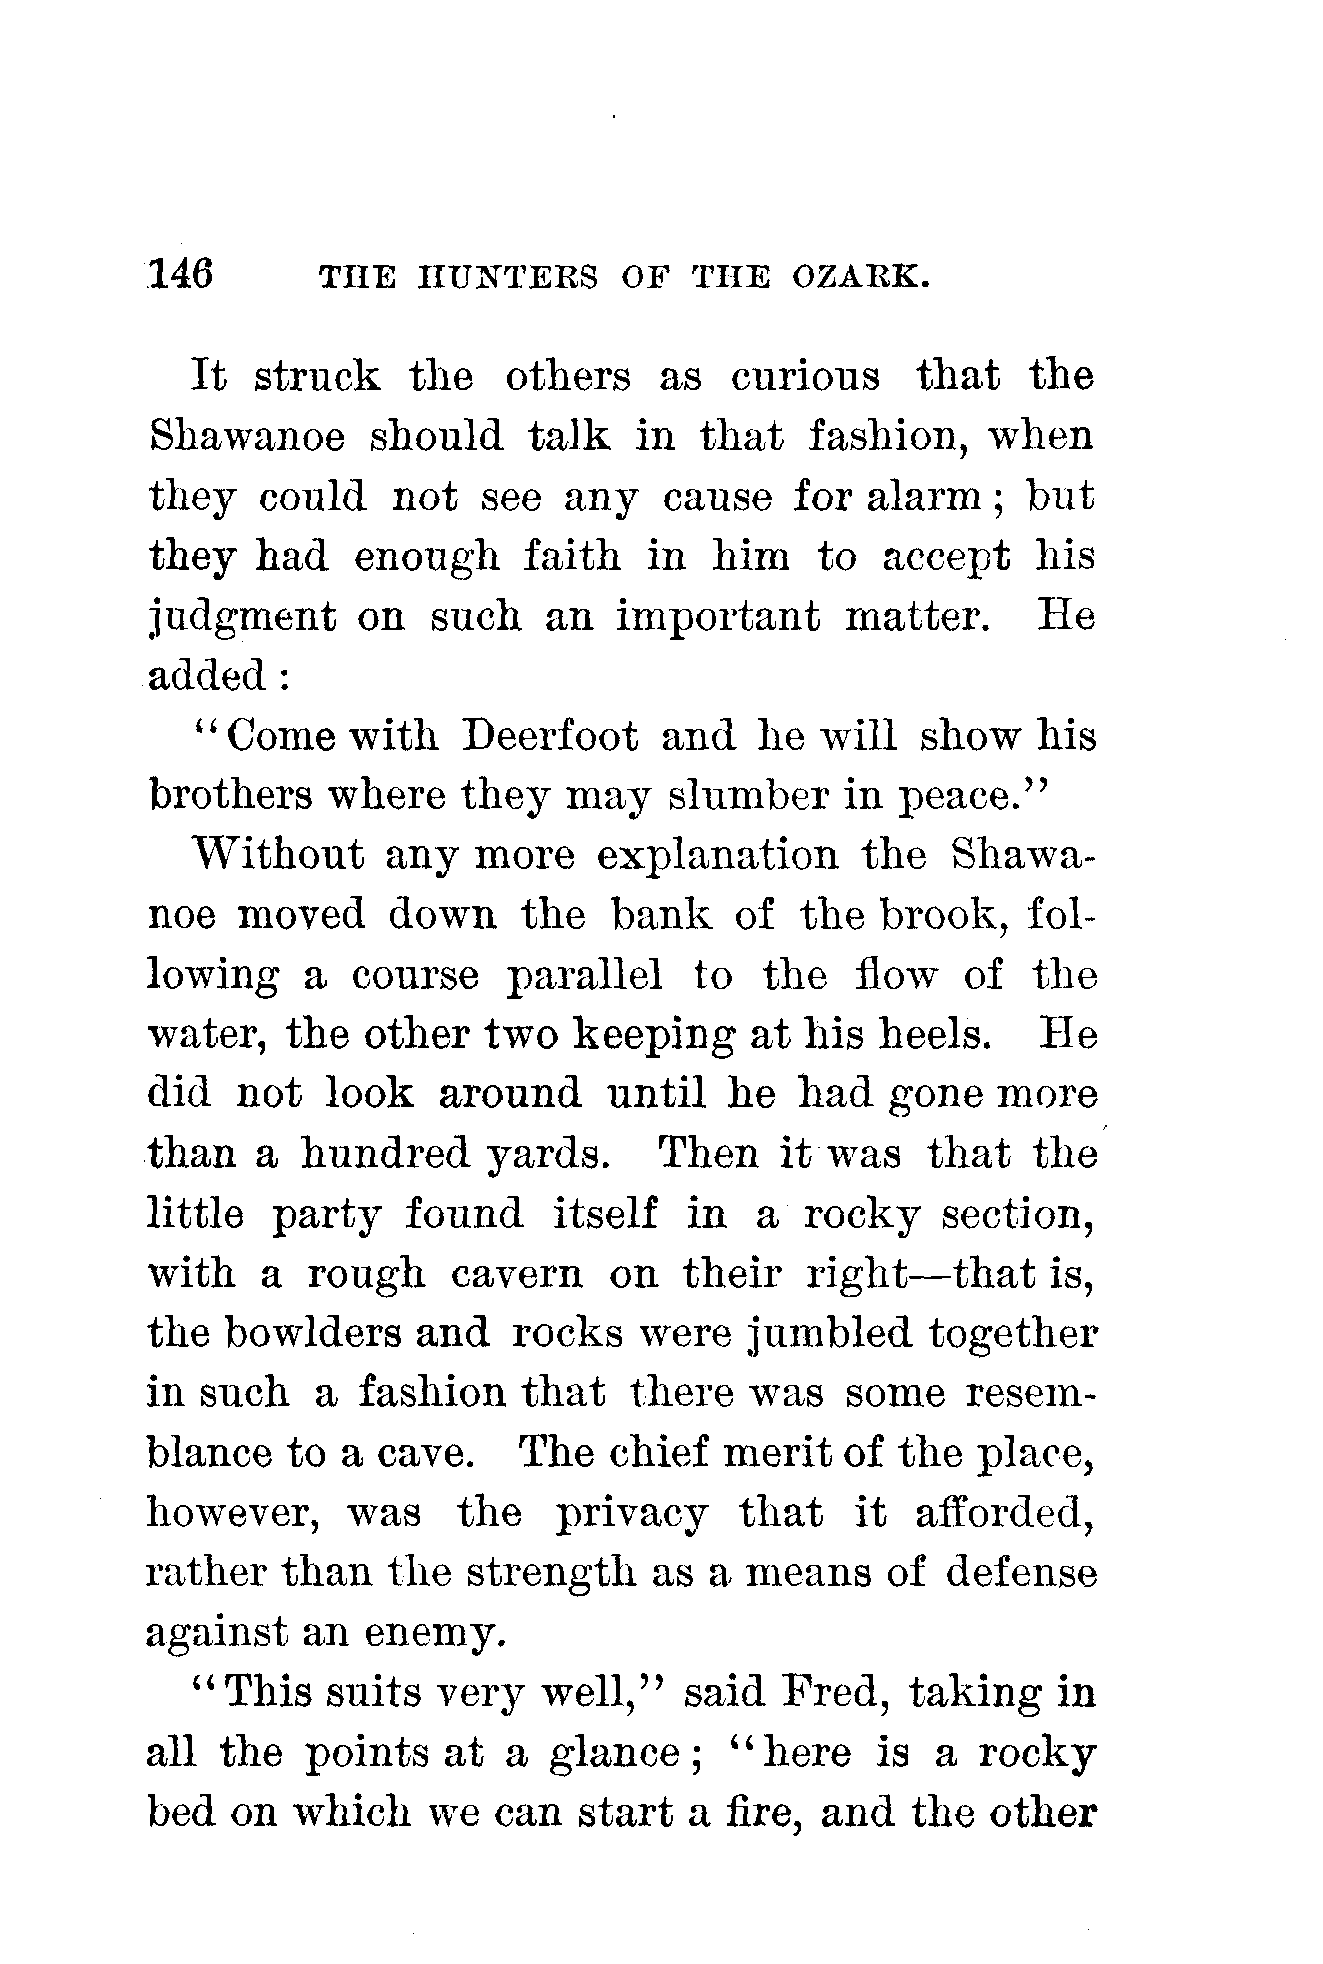 146 THE HUNTERS OF THE OZARK.
It struck the others as curious that the
Shawanoe should talk in that fashion, when
they could not see any cause for alarm ; but
they had enough faith in him to accept his
judgment on such an important matter. He
added :
“ Come with Deerfoot and he will show his
brothers where they may slumber in peace.”
Without any more explanation the Shawa-
noe moved down the bank of the brook, fol-
lowing a course parallel to the flow of the
water, the other two keeping at his heels. He
did not look around until he had gone more
than a hundred yards. Then it was that the
little party found itself in a rocky section,
with a rough cavern on their right—that is,
the bowlders and rocks were jumbled together
in such a fashion that there was some resem-
blance to a cave. The chief merit of the place,
however, was the privacy that it afforded,
rather than the strength as a means of defense
against an enemy.
“ This suits very well,” said Fred, taking in
all the points at a glance ; “ here is a rocky
bed on which we can start a fire, and the other